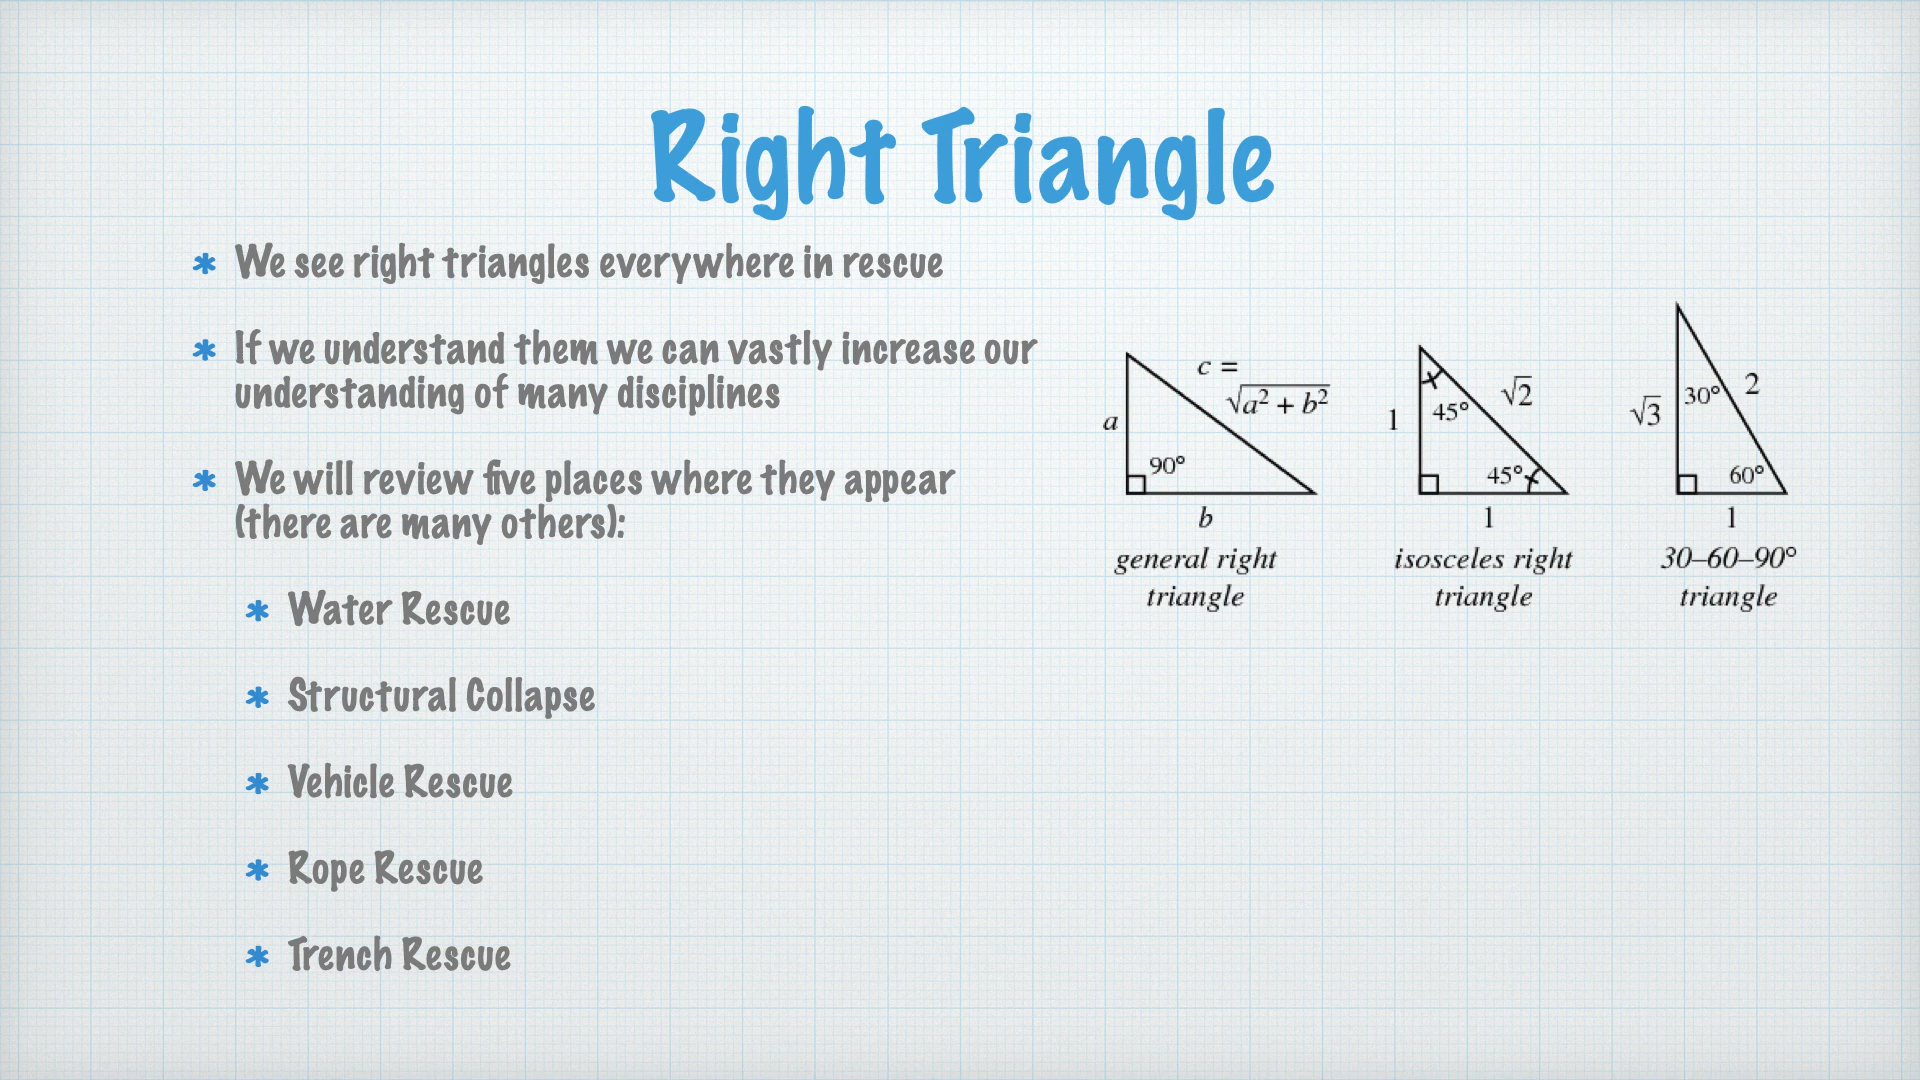 Right Triangle
* We see right triangles everywhere in rescue
* If we understand them we can vastly increase our
understanding of many disciplines
* We will review five places where they appear
(there are many others):
* Water Rescue
* Structural Collapse
* Vehicle Rescue
* Rope Rescue
* Trench Rescue
c =
√a² + b²
a
90°
b
general right
triangle
1
45°
√2
45°
1
isosceles right
triangle
√3
30°
2
60°
1
30–60–90°
triangle